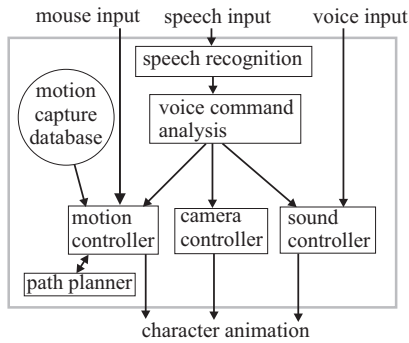 mouse input speech input voice input
speech recognition
motion
capture
database
voice command
analysis
motion
controller
camera
controller
sound
controller
path planner
character animation